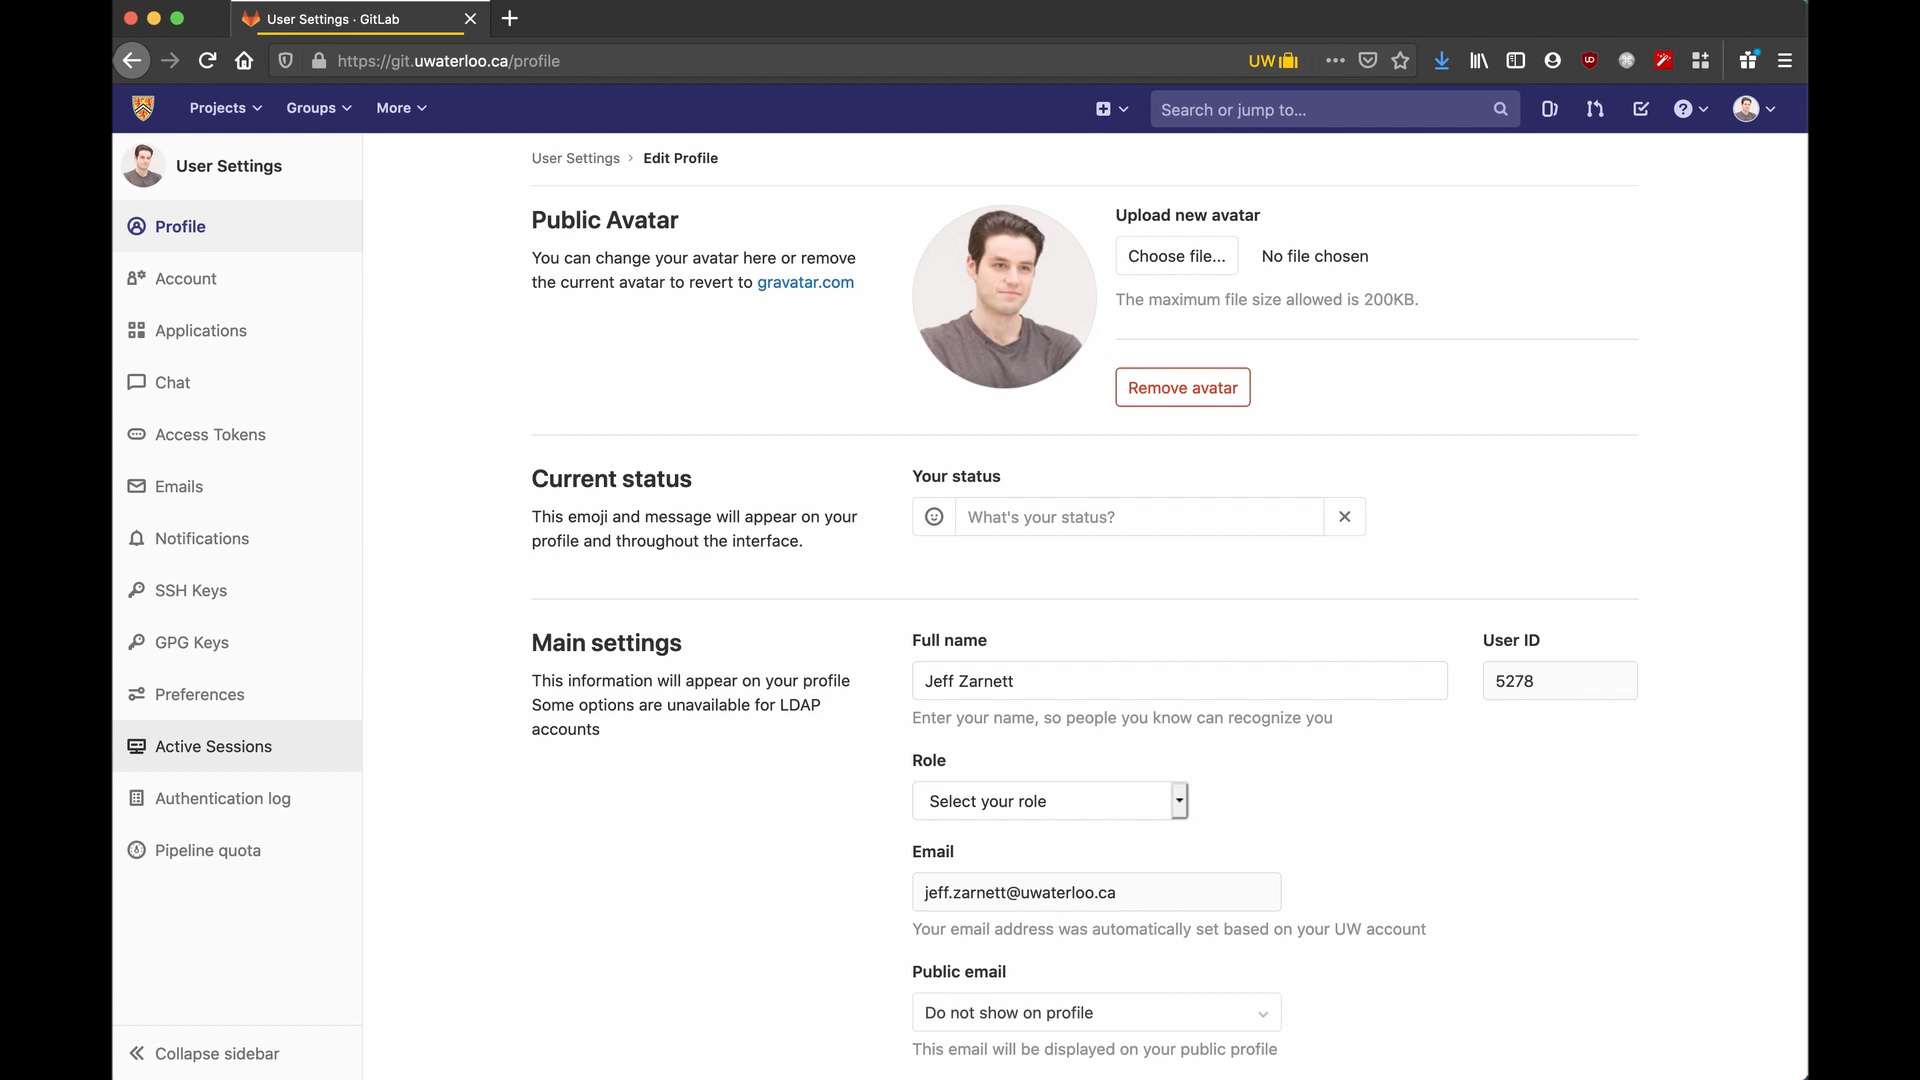 User Settings · GitLab
https://git.uwaterloo.ca/profile
UW
Projects
Groups
More
Search or jump to...
User Settings
Profile
Account
Applications
Chat
Access Tokens
Emails
Notifications
SSH Keys
GPG Keys
Preferences
Active Sessions
Authentication log
Pipeline quota
Collapse sidebar
User Settings › Edit Profile
Public Avatar
You can change your avatar here or remove
the current avatar to revert to gravatar.com
Upload new avatar
Choose file... No file chosen
The maximum file size allowed is 200KB.
Remove avatar
Current status
This emoji and message will appear on your
profile and throughout the interface.
Your status
What's your status?
Main settings
This information will appear on your profile
Some options are unavailable for LDAP
accounts
Full name
Jeff Zarnett
Enter your name, so people you know can recognize you
User ID
5278
Role
Select your role
Email
jeff.zarnett@uwaterloo.ca
Your email address was automatically set based on your UW account
Public email
Do not show on profile
This email will be displayed on your public profile